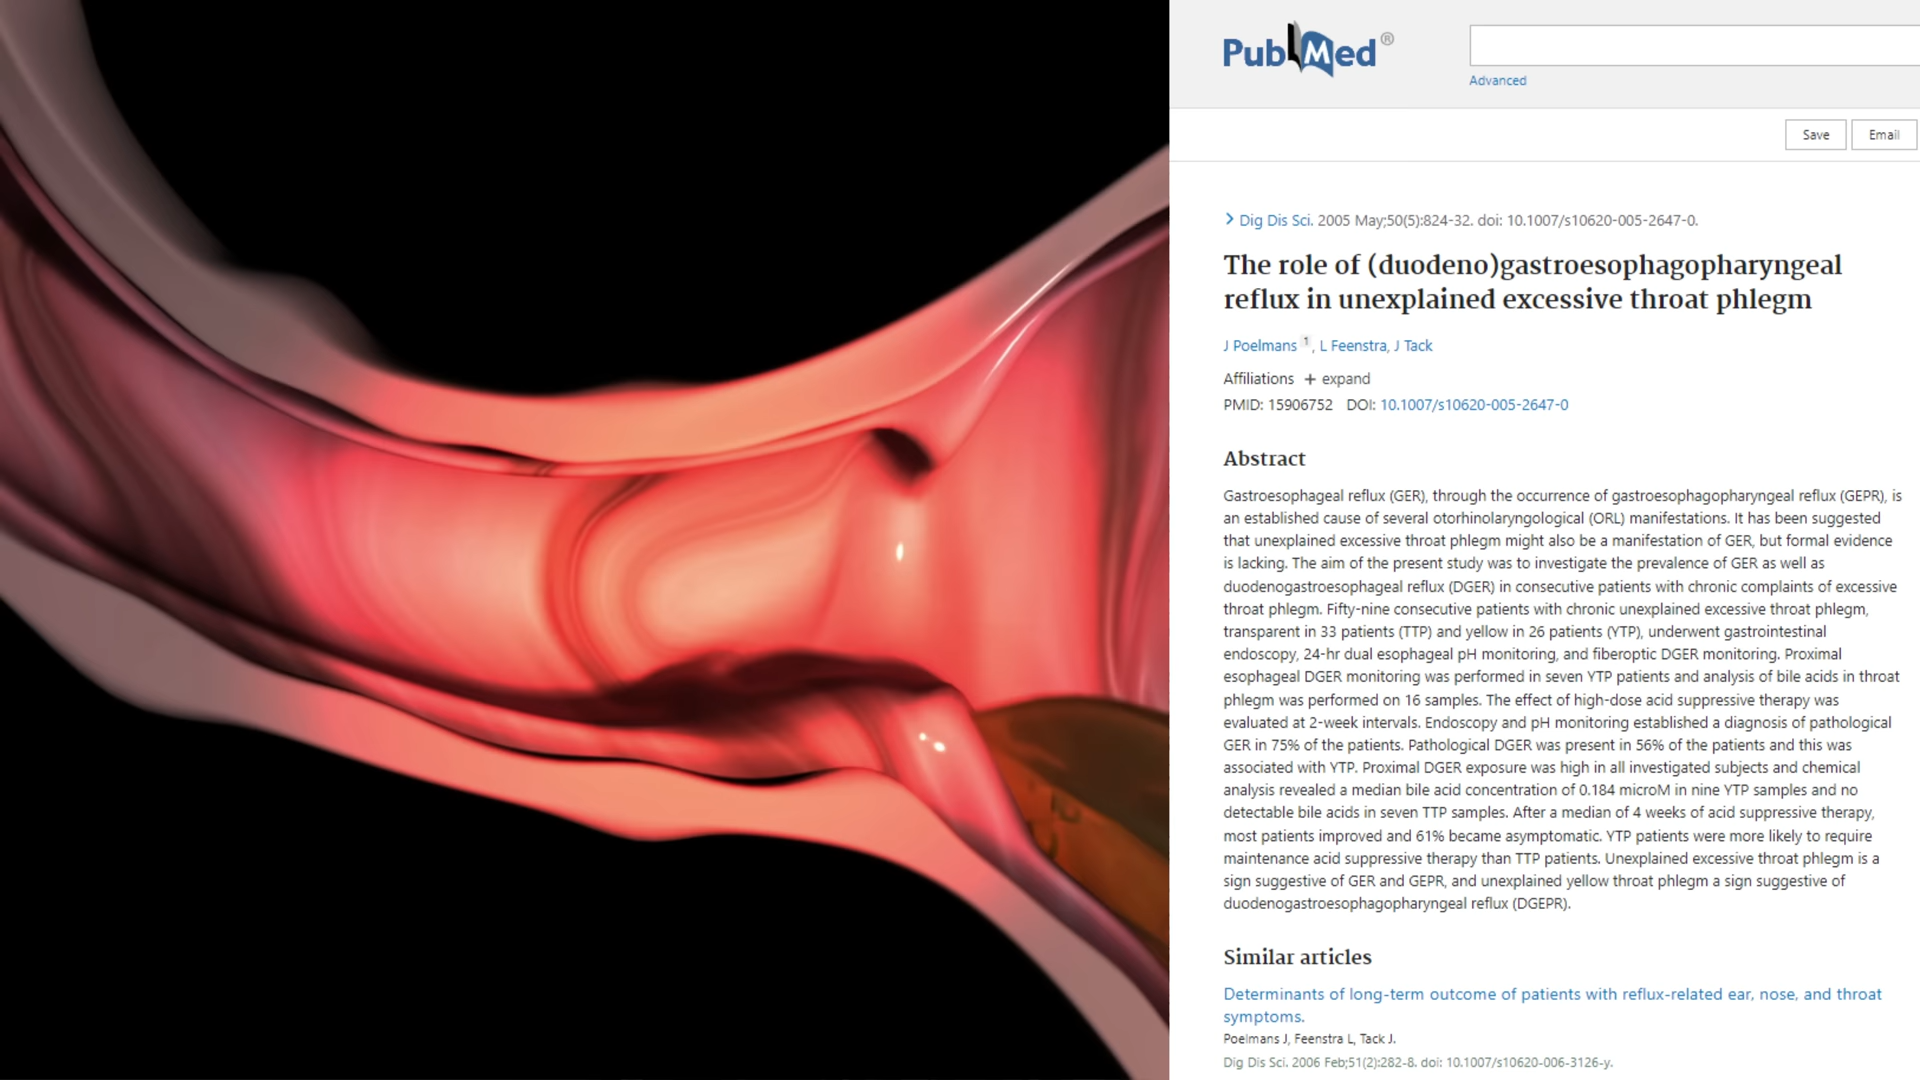 PubMed®
Advanced
Save
Email
Dig Dis Sci. 2005 May;50(5):824-32. doi: 10.1007/s10620-005-2647-0.
The role of (duodeno)gastroesophagopharyngeal
reflux in unexplained excessive throat phlegm
J Poelmans 1, L Feenstra, J Tack
Affiliations + expand
PMID: 15906752 DOI: 10.1007/s10620-005-2647-0
Abstract
Gastroesophageal reflux (GER), through the occurrence of gastroesophagopharyngeal reflux (GEPR), is
an established cause of several otorhinolaryngological (ORL) manifestations. It has been suggested
that unexplained excessive throat phlegm might also be a manifestation of GER, but formal evidence
is lacking. The aim of the present study was to investigate the prevalence of GER as well as
duodenogastroesophageal reflux (DGER) in consecutive patients with chronic complaints of excessive
throat phlegm. Fifty-nine consecutive patients with chronic unexplained excessive throat phlegm,
transparent in 33 patients (TTP) and yellow in 26 patients (YTP), underwent gastrointestinal
endoscopy, 24-hr dual esophageal pH monitoring, and fiberoptic DGER monitoring. Proximal
esophageal DGER monitoring was performed in seven YTP patients and analysis of bile acids in throat
phlegm was performed on 16 samples. The effect of high-dose acid suppressive therapy was
evaluated at 2-week intervals. Endoscopy and pH monitoring established a diagnosis of pathological
GER in 75% of the patients. Pathological DGER was present in 56% of the patients and this was
associated with YTP. Proximal DGER exposure was high in all investigated subjects and chemical
analysis revealed a median bile acid concentration of 0.184 microM in nine YTP samples and no
detectable bile acids in seven TTP samples. After a median of 4 weeks of acid suppressive therapy,
most patients improved and 61% became asymptomatic. YTP patients were more likely to require
maintenance acid suppressive therapy than TTP patients. Unexplained excessive throat phlegm is a
sign suggestive of GER and GEPR, and unexplained yellow throat phlegm a sign suggestive of
duodenogastroesophagopharyngeal reflux (DGEPR).
Similar articles
Determinants of long-term outcome of patients with reflux-related ear, nose, and throat
symptoms.
Poelmans J, Feenstra L, Tack J.
Dig Dis Sci. 2006 Feb;51(2):282-8. doi: 10.1007/s10620-006-3126-y.